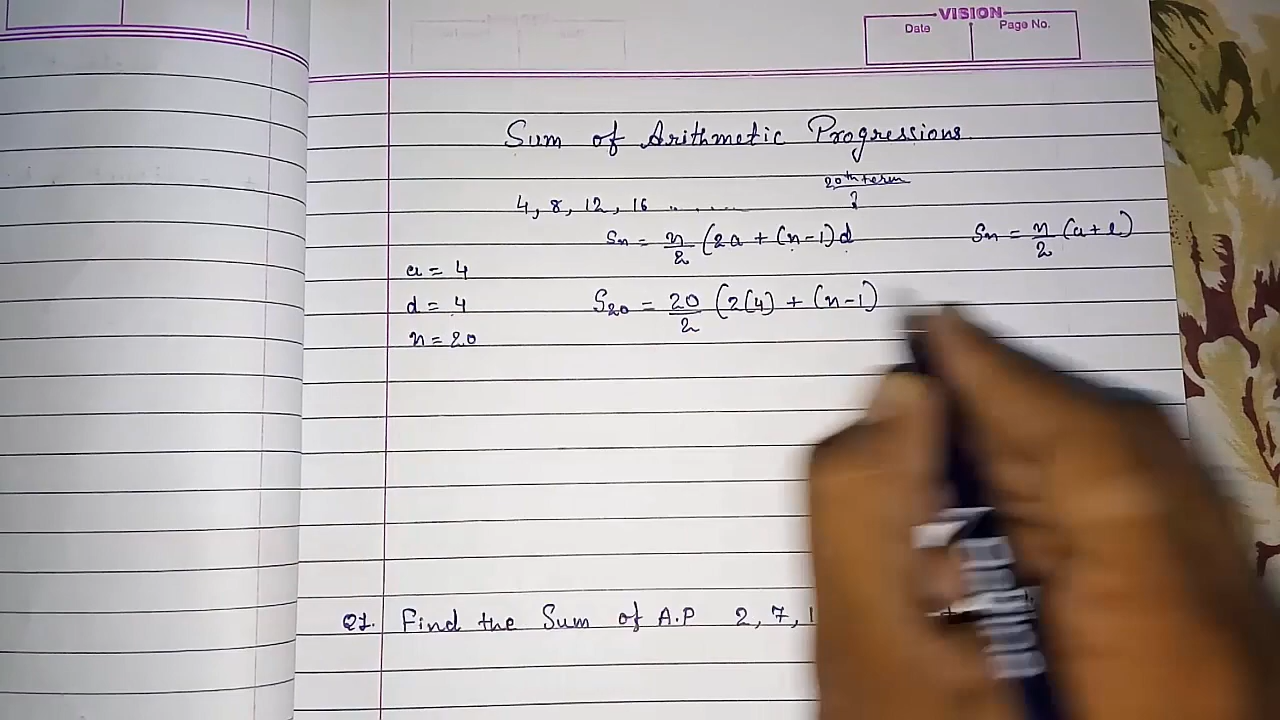 VISION
Date Page No.
Sum of Arithmetic Progressions
20th term
4, 8, 12, 16 ........ ?
Sn = n/2 (2a + (n-1)d Sn = n/2 (a+l)
a = 4
d = 4 S20 = 20/2 (2(4) + (n-1)
n = 20
Q1. Find the Sum of A.P 2, 7, 1